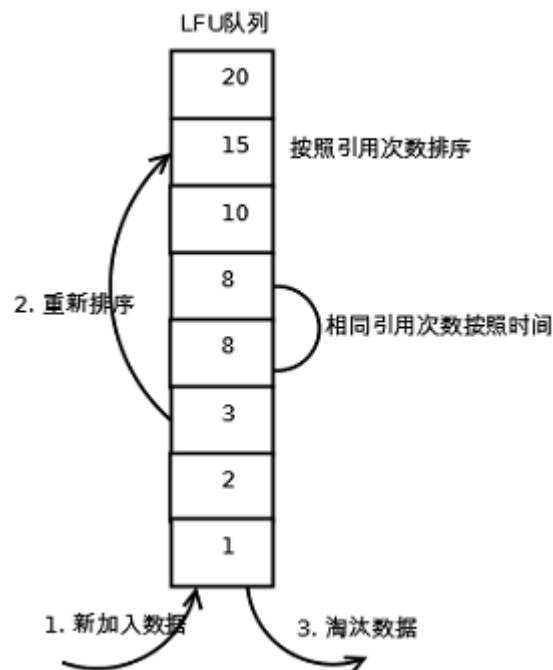 LFU队列
20
15
按照引用次数排序
10
8
2. 重新排序
相同引用次数按照时间
8
3
2
1
1. 新加入数据
3. 淘汰数据